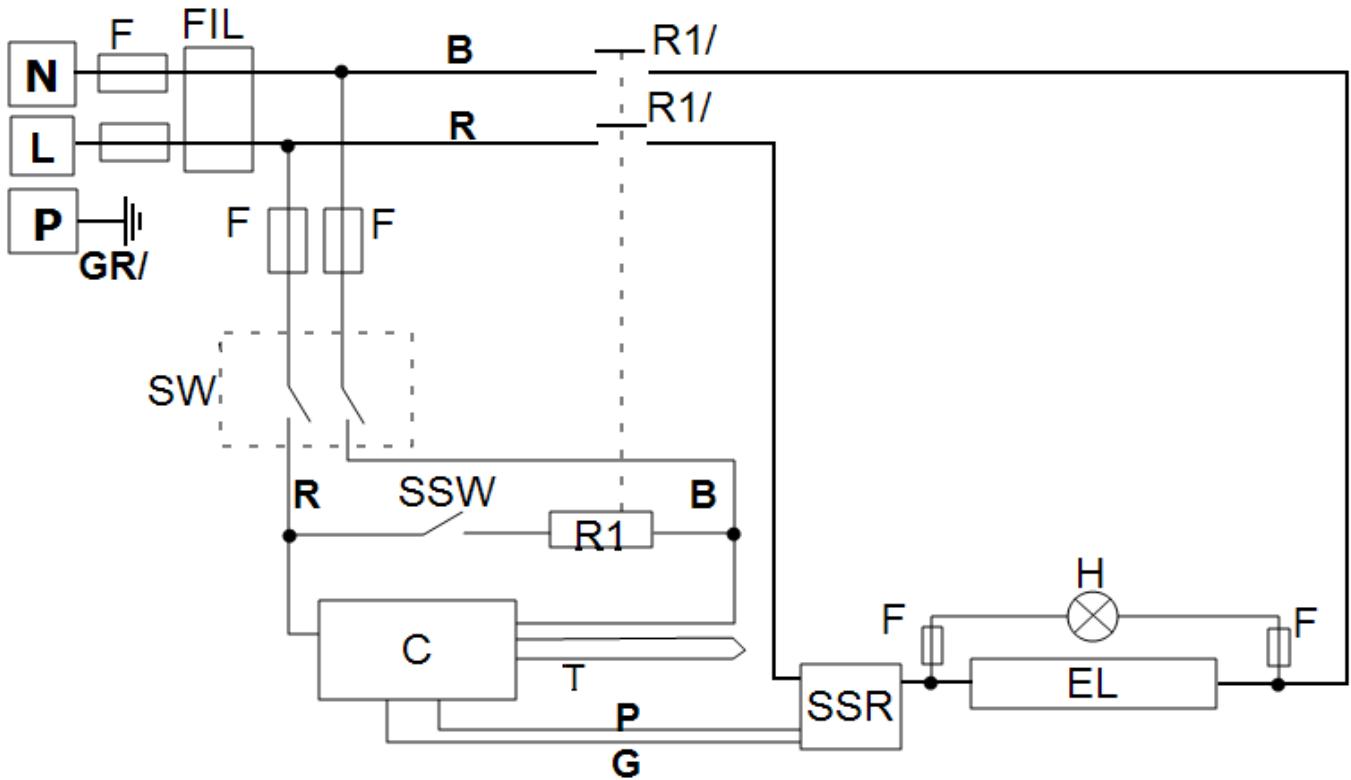 F FIL
N B R1/
R1/
L R
P
GR/
F F
SW
R SSW B
R1
H
F F
C
T
EL
SSR
P
G